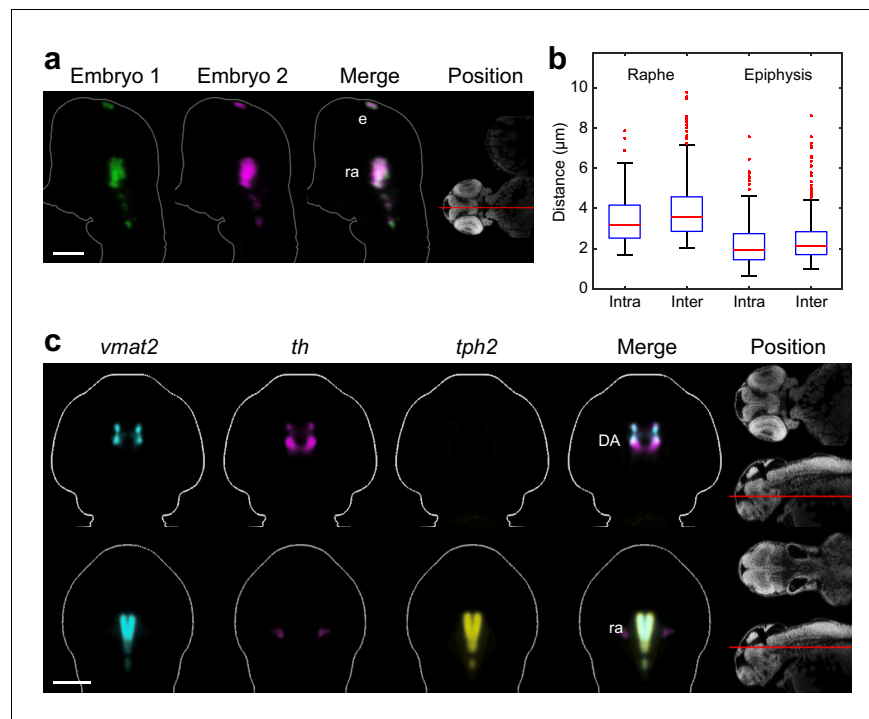 a
Embryo 1 Embryo 2 Merge Position
e
ra
b
Raphe Epiphysis
Distance (µm)
10
8
6
4
2
0
Intra Inter Intra Inter
c
vmat2 th tph2 Merge Position
DA
ra